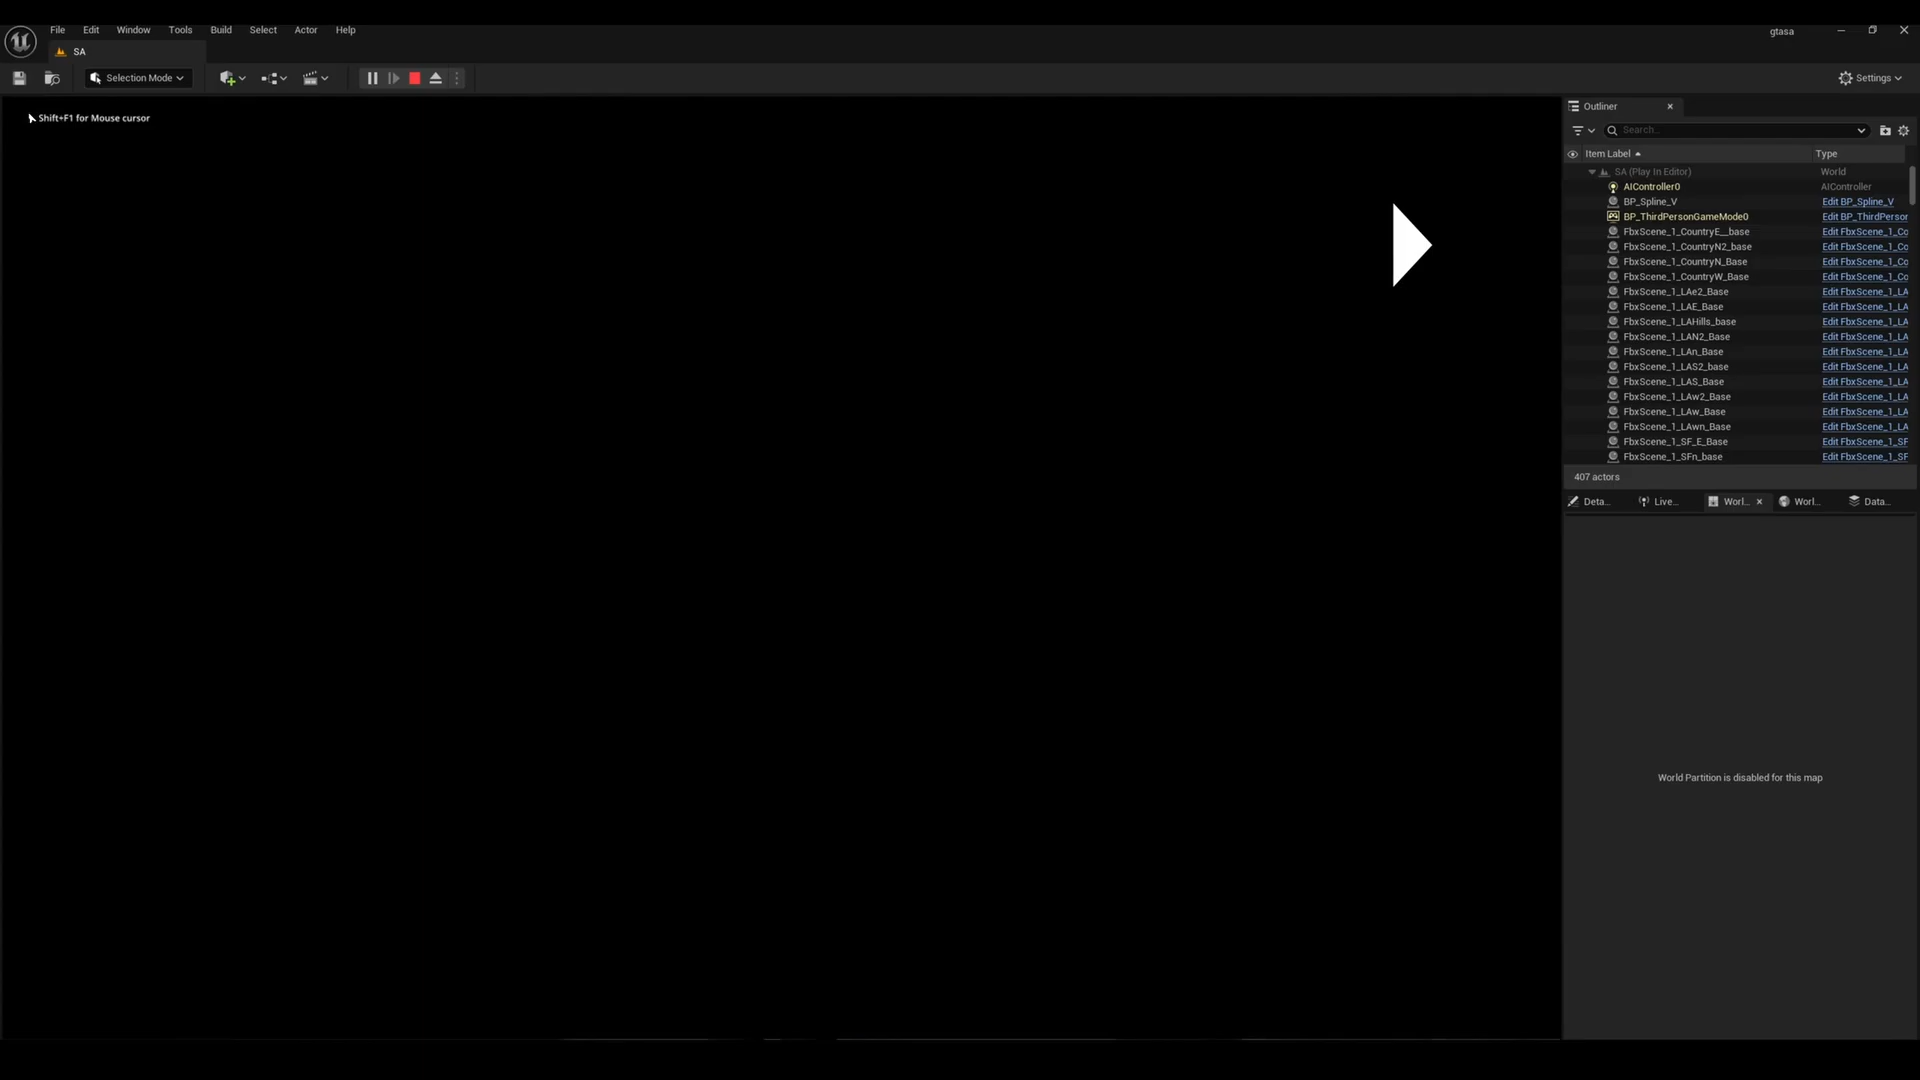 File Edit Window Tools Build Select Actor Help
gtasa
SA
Selection Mode
Settings
Shift+F1 for Mouse cursor
Outliner
Search...
Item Label Type
SA (Play In Editor) World
AIController0 AIController
BP_Spline_V Edit BP_Spline_V
BP_ThirdPersonGameMode0 Edit BP_ThirdPerson
FbxScene_1_CountryE__base Edit FbxScene_1_Co
FbxScene_1_CountryN2_base Edit FbxScene_1_Co
FbxScene_1_CountryN_Base Edit FbxScene_1_Co
FbxScene_1_CountryW_Base Edit FbxScene_1_Co
FbxScene_1_LAe2_Base Edit FbxScene_1_LA
FbxScene_1_LAE_Base Edit FbxScene_1_LA
FbxScene_1_LAHills_base Edit FbxScene_1_LA
FbxScene_1_LAN2_Base Edit FbxScene_1_LA
FbxScene_1_LAn_Base Edit FbxScene_1_LA
FbxScene_1_LAS2_base Edit FbxScene_1_LA
FbxScene_1_LAS_Base Edit FbxScene_1_LA
FbxScene_1_LAw2_Base Edit FbxScene_1_LA
FbxScene_1_LAw_Base Edit FbxScene_1_LA
FbxScene_1_LAwn_Base Edit FbxScene_1_LA
FbxScene_1_SF_E_Base Edit FbxScene_1_SF
FbxScene_1_SFn_base Edit FbxScene_1_SF
407 actors
Deta... Live... Worl... Worl... Data...
World Partition is disabled for this map